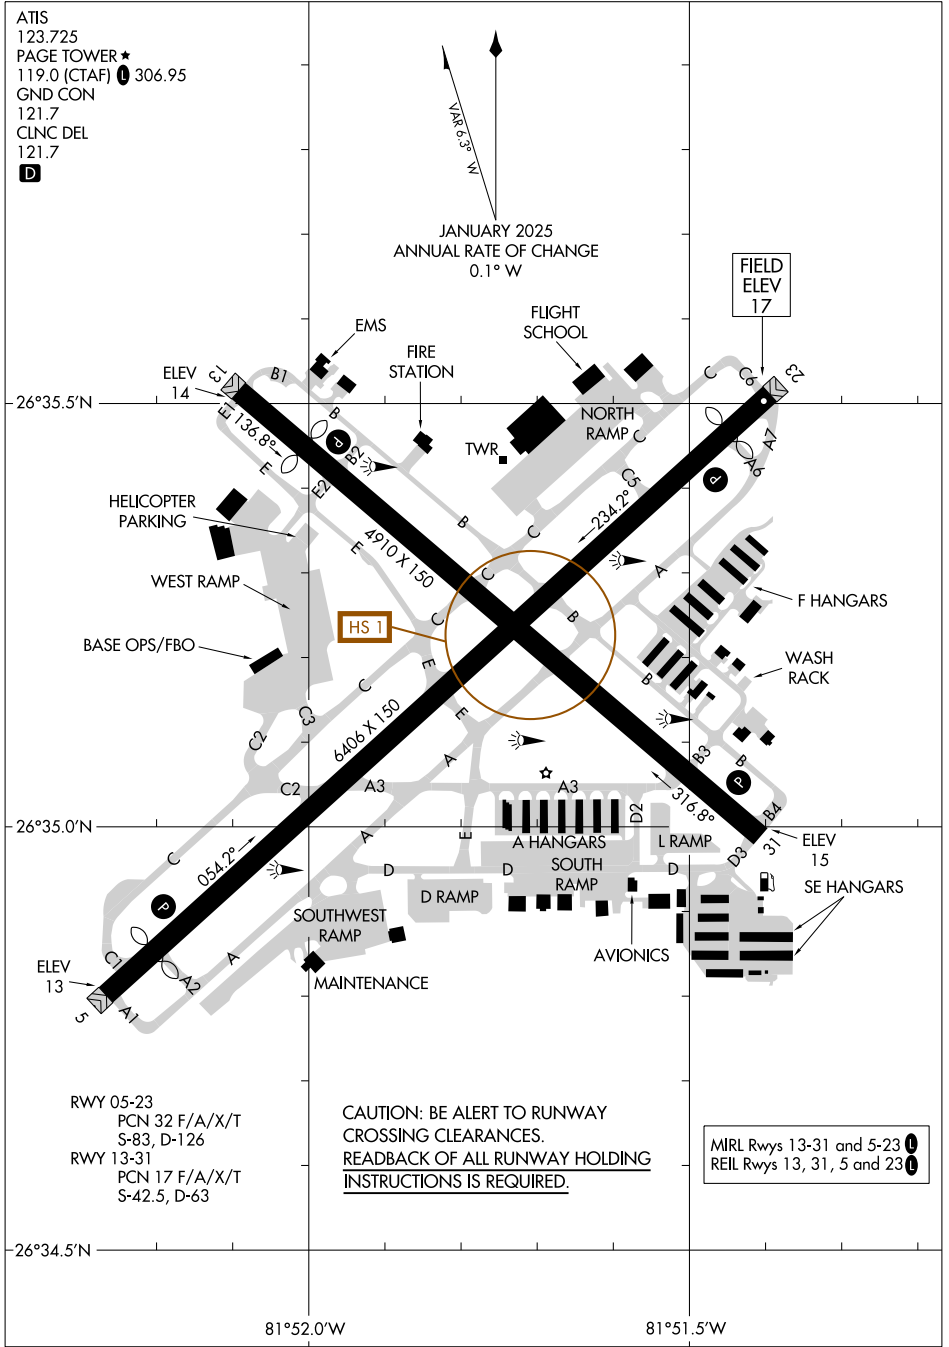 ATIS
123.725
PAGE TOWER ★
119.0 (CTAF) L 306.95
GND CON
121.7
CLNC DEL
121.7
D
VAR 6.3° W
JANUARY 2025
ANNUAL RATE OF CHANGE
0.1° W
FIELD
ELEV
17
EMS
FLIGHT
SCHOOL
FIRE
STATION
ELEV
14
13
B1
B
C
C6
23
26°35.5'N
E1
136.8°
B2
P
TWR
NORTH
RAMP
C
A7
A6
P
E
E2
C5
234.2°
HELICOPTER
PARKING
B
C
4910 X 150
E
WEST RAMP
C
A
F HANGARS
HS 1
C
B
BASE OPS/FBO
E
WASH
RACK
C
B
C3
E
6406 X 150
C2
B3
B
A
C2
A3
A3
316.8°
P
B4
26°35.0'N
A
E
D2
A HANGARS
L RAMP
31
ELEV
15
054.2°
C
D
D
SOUTH
RAMP
D
D3
SE HANGARS
P
D RAMP
SOUTHWEST
RAMP
AVIONICS
C1
A
A2
ELEV
13
MAINTENANCE
5
A1
RWY 05-23
PCN 32 F/A/X/T
S-83, D-126
RWY 13-31
PCN 17 F/A/X/T
S-42.5, D-63
CAUTION: BE ALERT TO RUNWAY
CROSSING CLEARANCES.
READBACK OF ALL RUNWAY HOLDING
INSTRUCTIONS IS REQUIRED.
MIRL Rwys 13-31 and 5-23 L
REIL Rwys 13, 31, 5 and 23 L
26°34.5'N
81°52.0'W
81°51.5'W